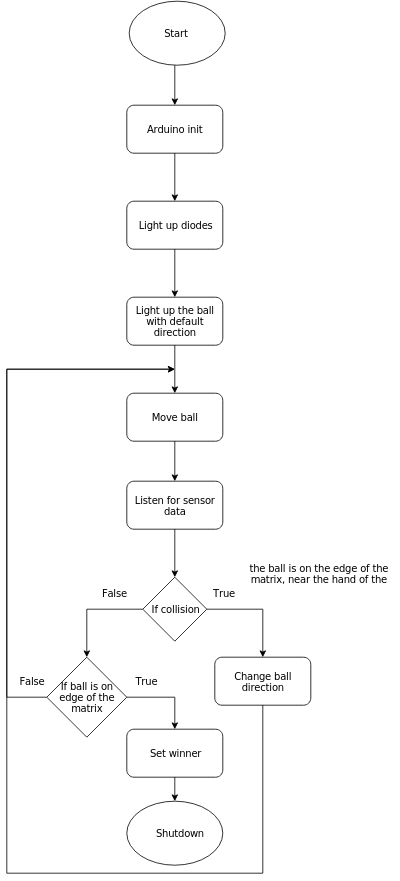 Start
Arduino init
Light up diodes
Light up the ball
with default
direction
Move ball
Listen for sensor
data
the ball is on the edge of the
matrix, near the hand of the
False
If collision
True
False
If ball is on
edge of the
matrix
True
Change ball
direction
Set winner
Shutdown